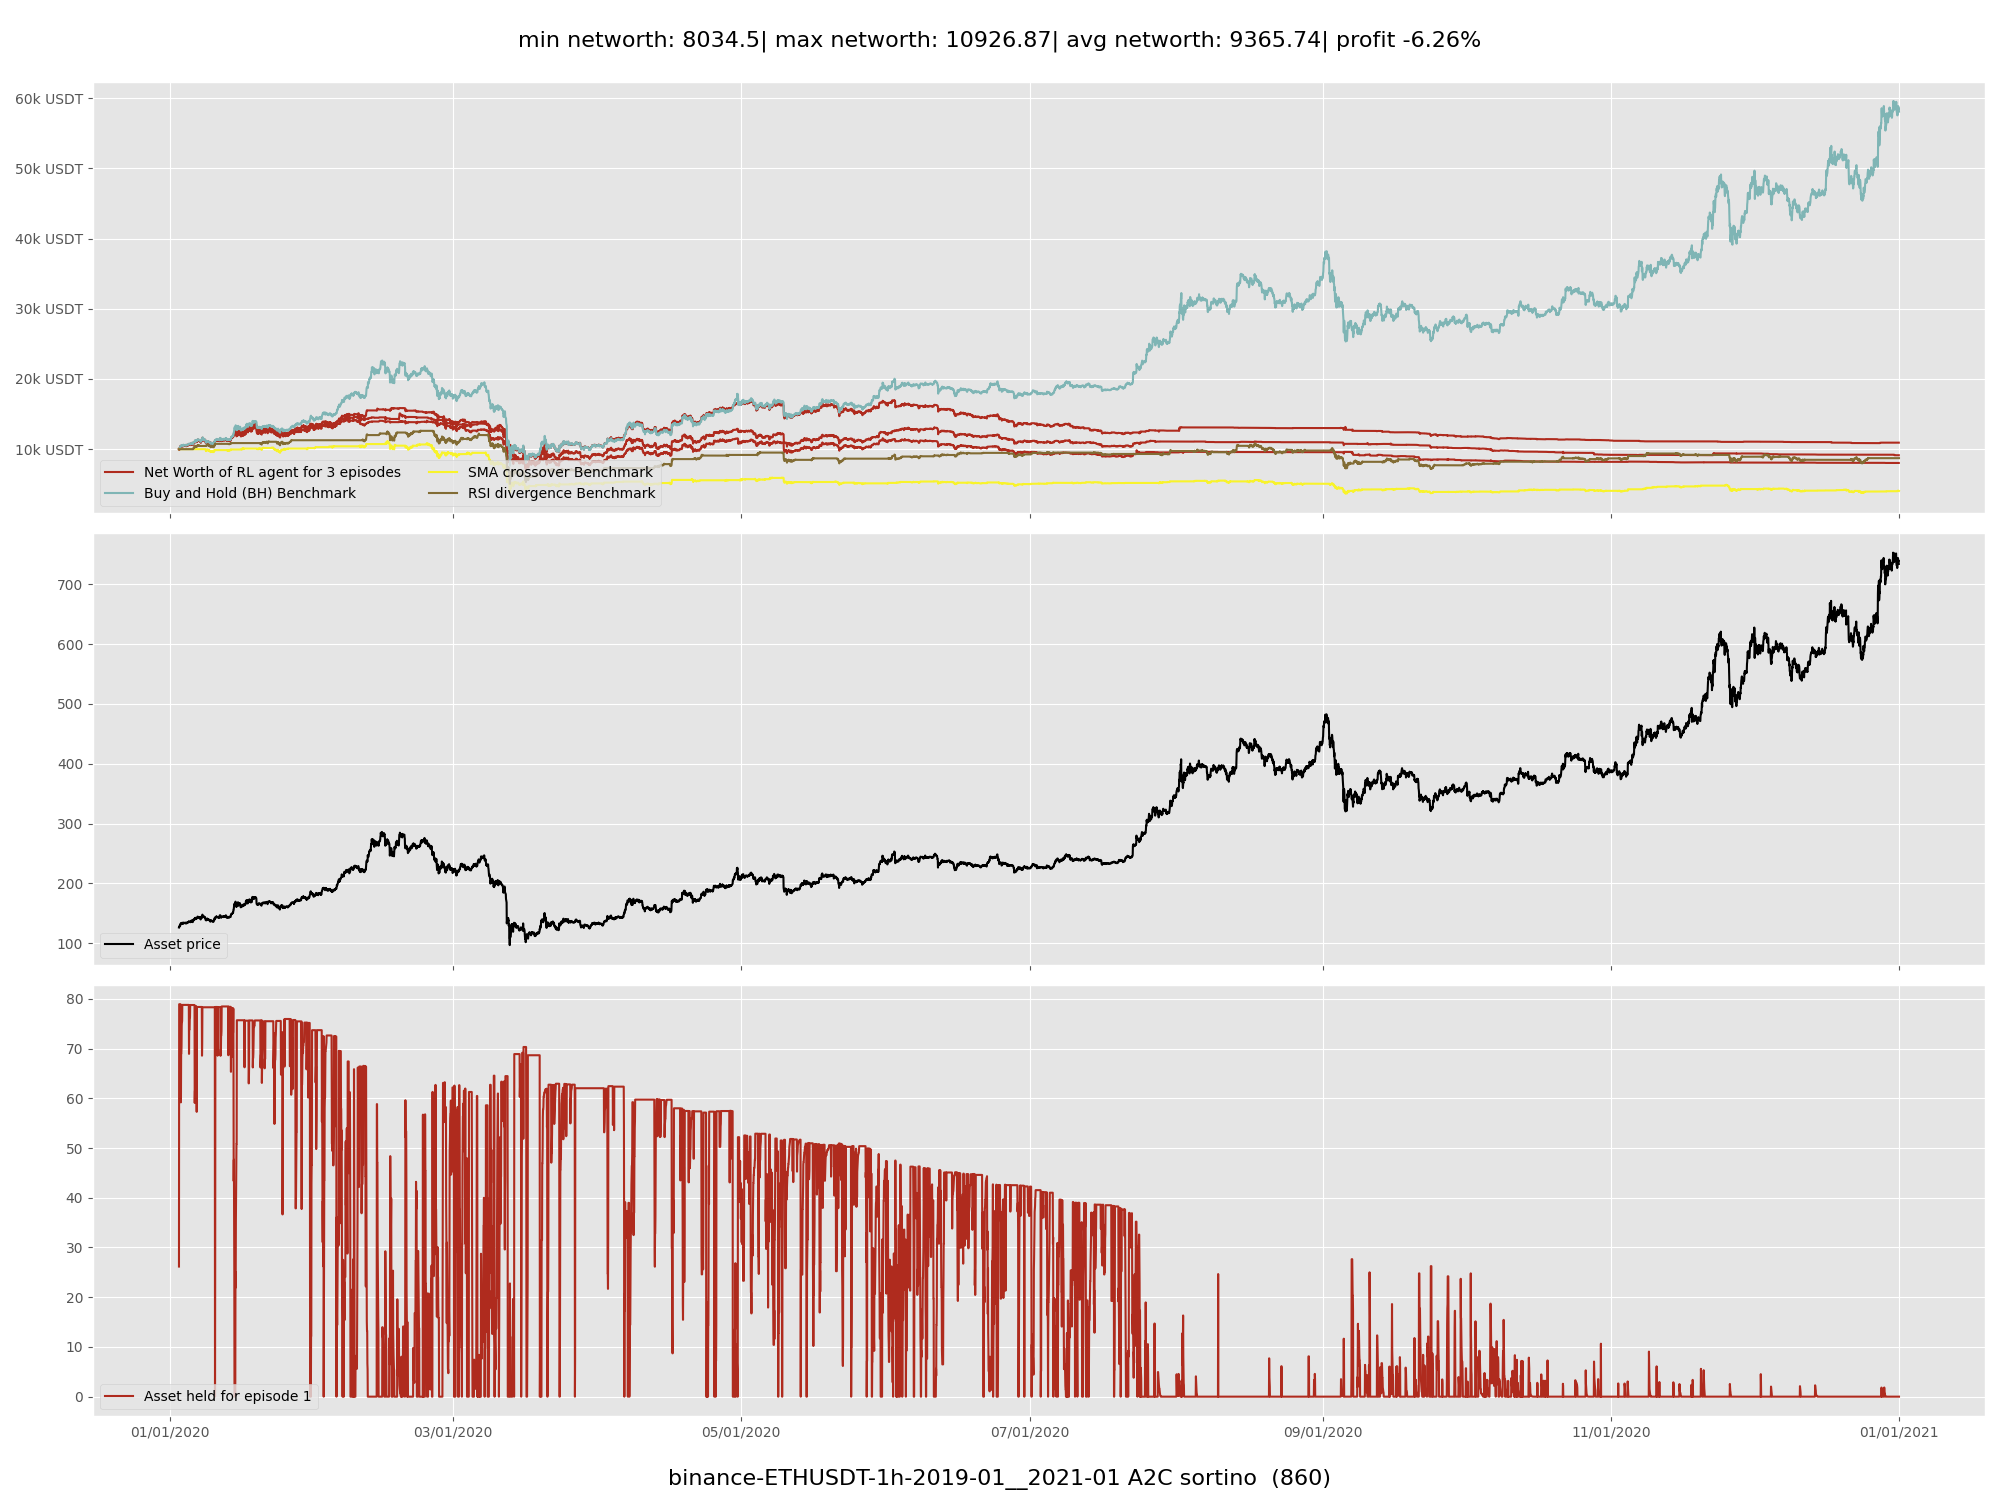 min networth: 8034.5| max networth: 10926.87| avg networth: 9365.74| profit -6.26%
60k USDT
50k USDT
40k USDT
30k USDT
20k USDT
10k USDT
Net Worth of RL agent for 3 episodes
Buy and Hold (BH) Benchmark
SMA crossover Benchmark
RSI divergence Benchmark
700
600
500
400
300
200
100
Asset price
80
70
60
50
40
30
20
10
0
Asset held for episode 1
01/01/2020 03/01/2020 05/01/2020 07/01/2020 09/01/2020 11/01/2020 01/01/2021
binance-ETHUSDT-1h-2019-01__2021-01 A2C sortino  (860)